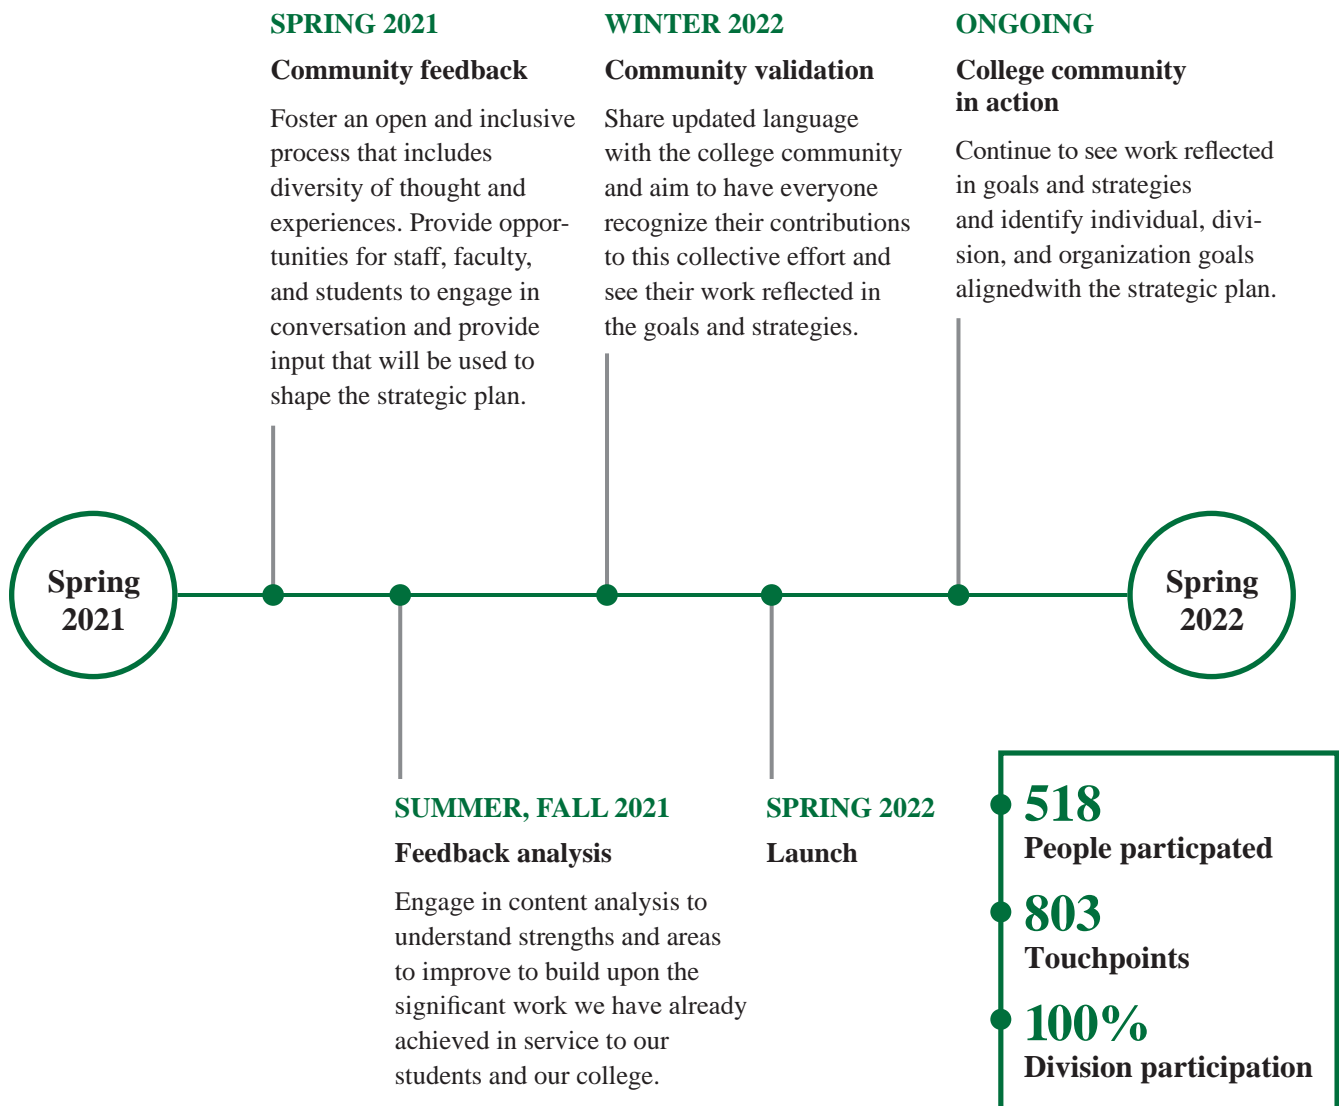 SPRING 2021
Community feedback
Foster an open and inclusive
process that includes
diversity of thought and
experiences. Provide oppor-
tunities for staff, faculty,
and students to engage in
conversation and provide
input that will be used to
shape the strategic plan.
WINTER 2022
Community validation
Share updated language
with the college community
and aim to have everyone
recognize their contributions
to this collective effort and
see their work reflected in
the goals and strategies.
ONGOING
College community
in action
Continue to see work reflected
in goals and strategies
and identify individual, divi-
sion, and organization goals
alignedwith the strategic plan.
Spring
2021
Spring
2022
SUMMER, FALL 2021
Feedback analysis
Engage in content analysis to
understand strengths and areas
to improve to build upon the
significant work we have already
achieved in service to our
students and our college.
SPRING 2022
Launch
518
People particpated
803
Touchpoints
100%
Division participation